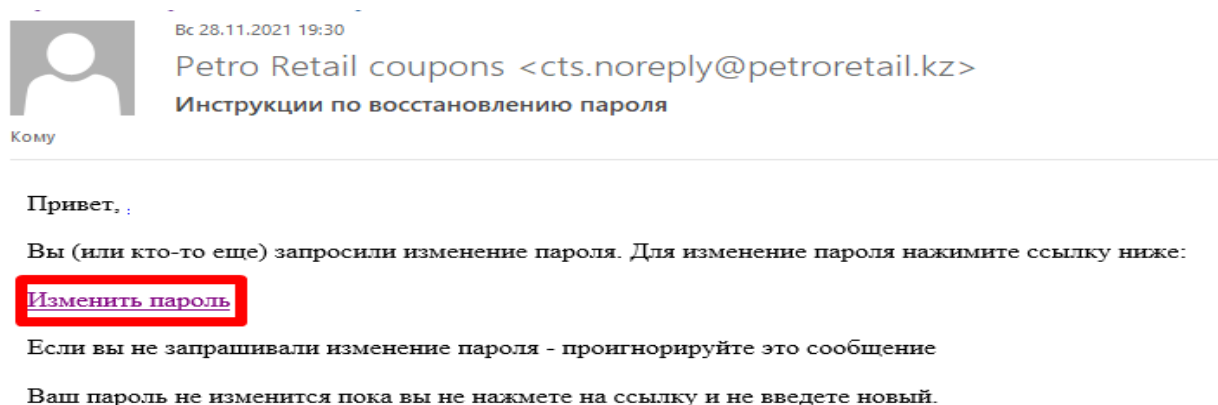 Вс 28.11.2021 19:30
Petro Retail coupons <cts.noreply@petroretail.kz>
Инструкции по восстановлению пароля
Кому
Привет,
Вы (или кто-то еще) запросили изменение пароля. Для изменение пароля нажимите ссылку ниже:
Изменить пароль
Если вы не запрашивали изменение пароля - проигнорируйте это сообщение
Ваш пароль не изменится пока вы не нажмете на ссылку и не введете новый.